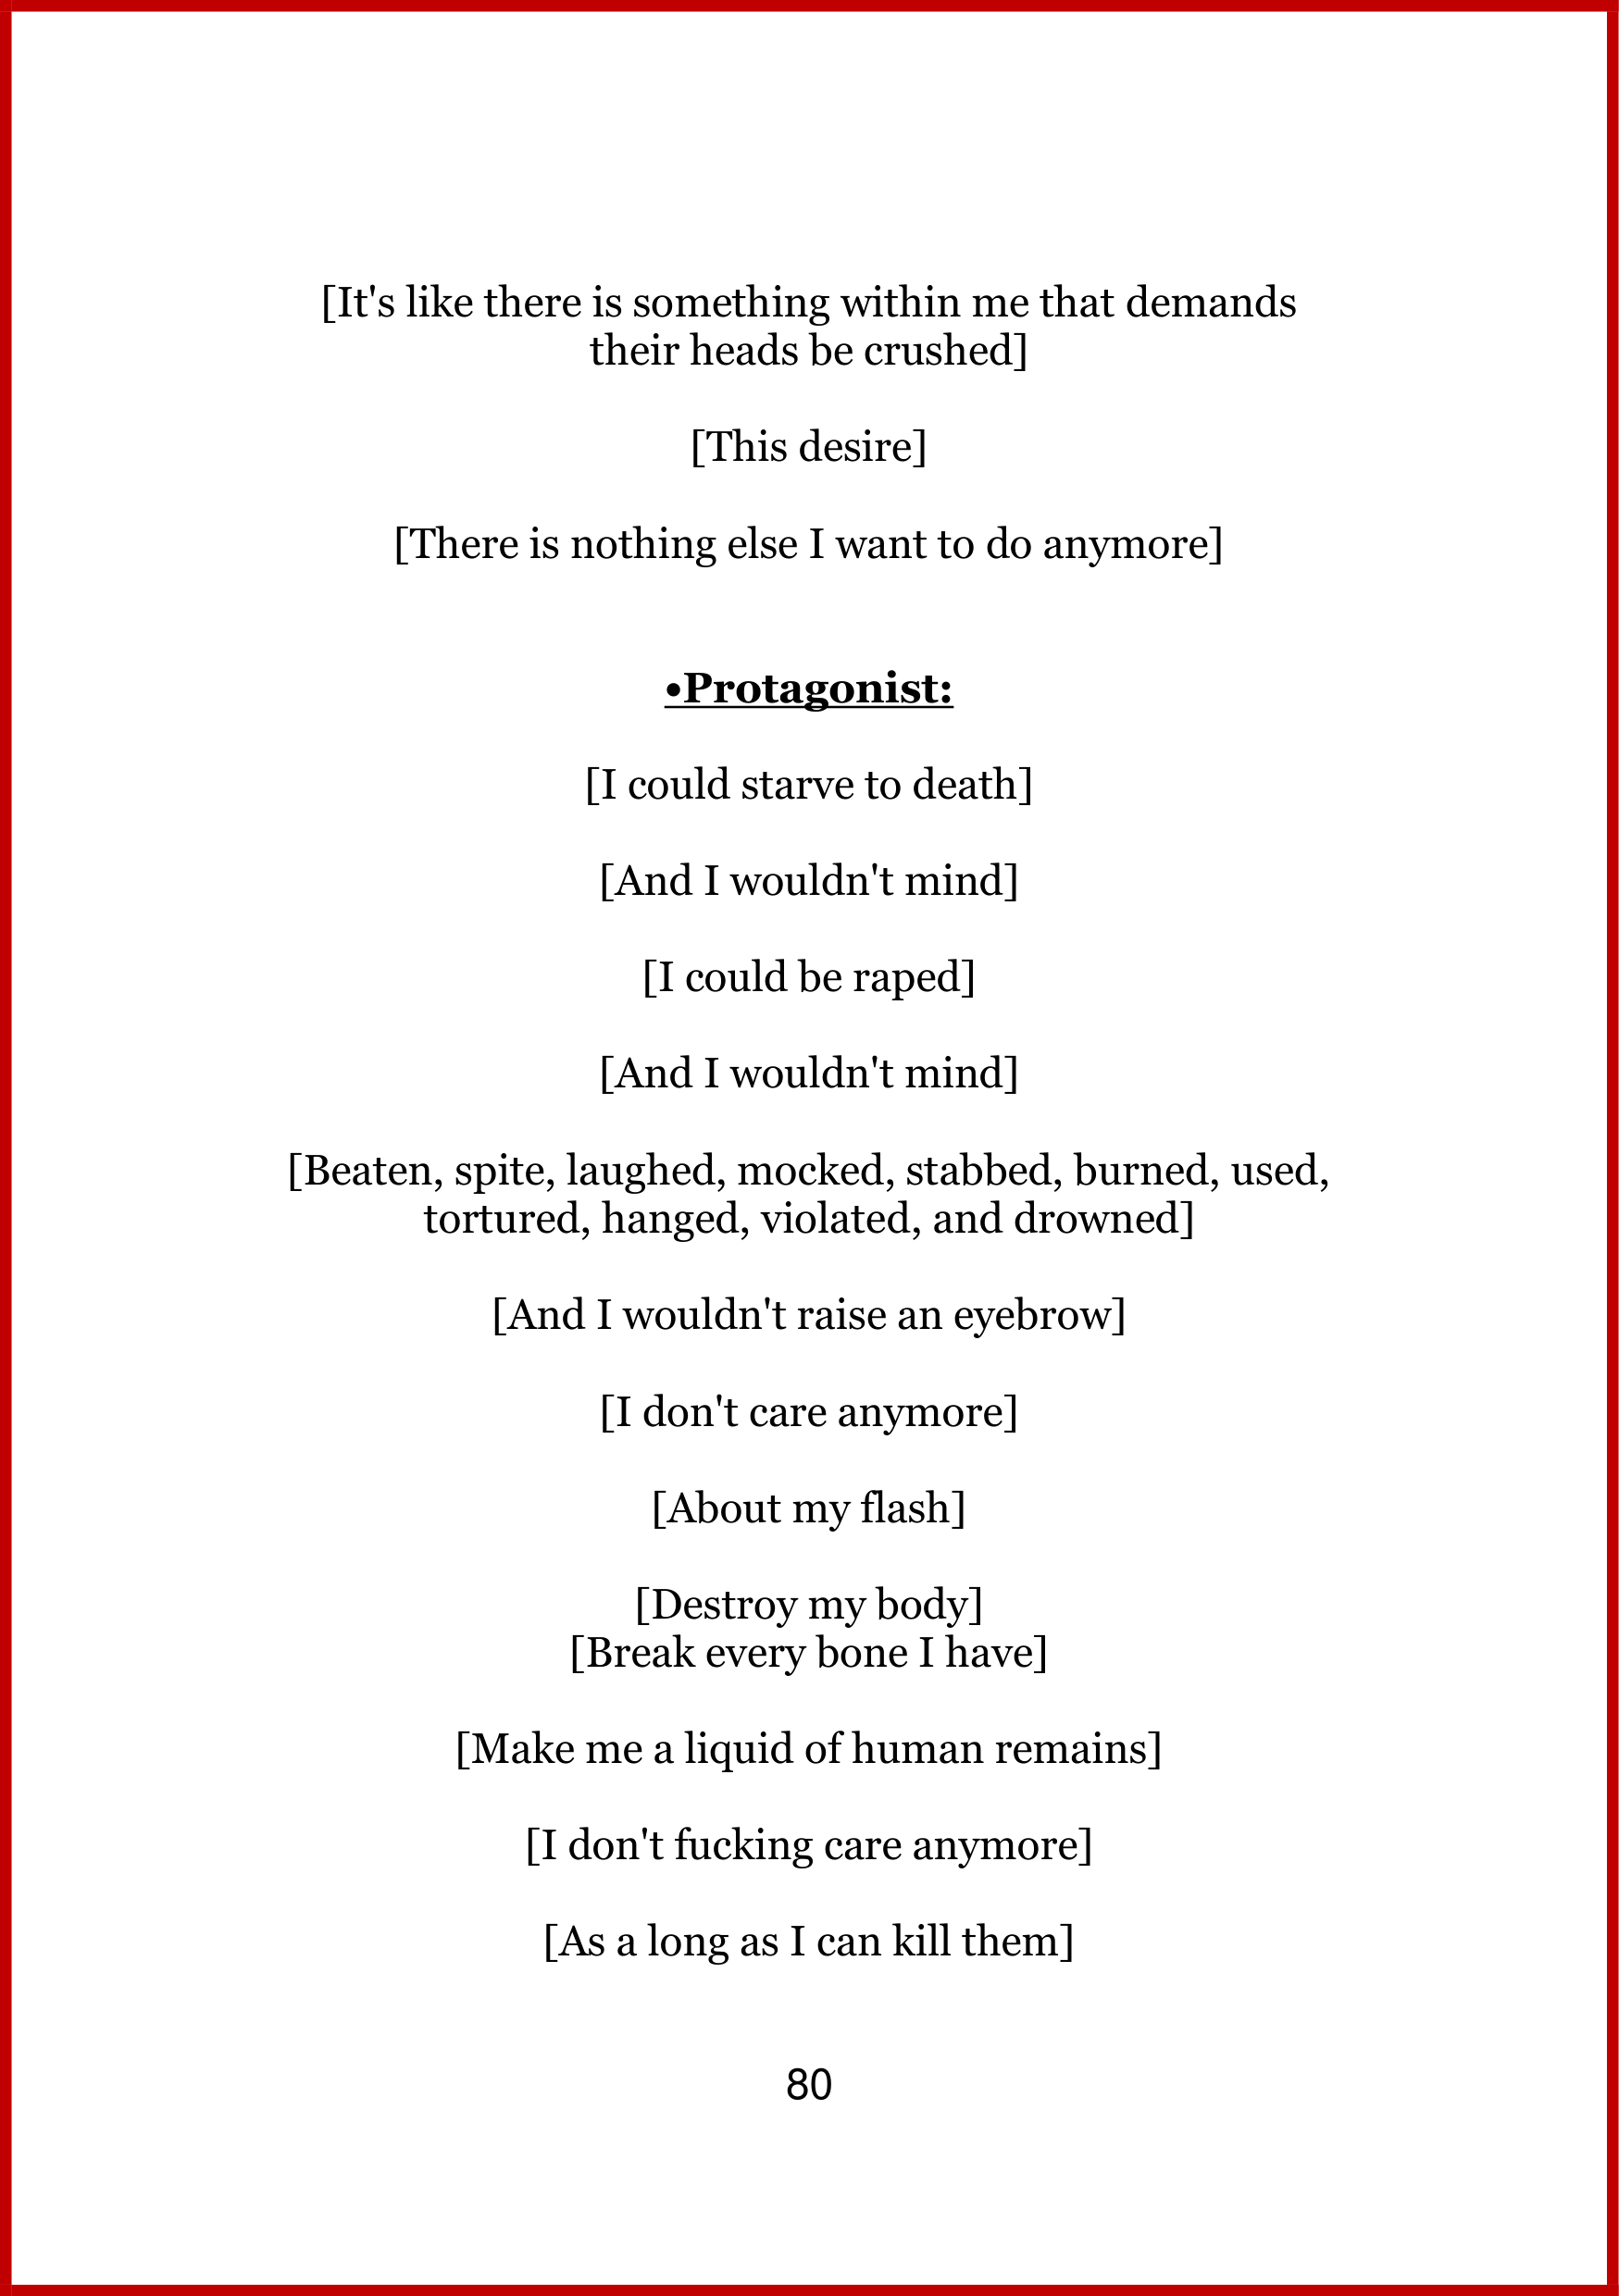 [It's like there is something within me that demands
their heads be crushed]
[This desire]
[There is nothing else I want to do anymore]
•Protagonist:
[I could starve to death]
[And I wouldn't mind]
[I could be raped]
[And I wouldn't mind]
[Beaten, spite, laughed, mocked, stabbed, burned, used,
tortured, hanged, violated, and drowned]
[And I wouldn't raise an eyebrow]
[I don't care anymore]
[About my flash]
[Destroy my body]
[Break every bone I have]
[Make me a liquid of human remains]
[I don't fucking care anymore]
[As a long as I can kill them]
80